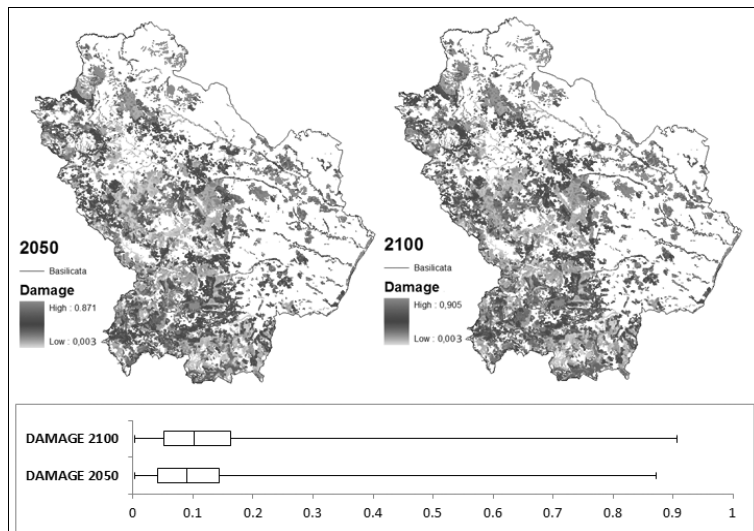 2050
Basilicata
Damage
High : 0.871
Low : 0,003
2100
Basilicata
Damage
High : 0,905
Low : 0,003
DAMAGE 2100
DAMAGE 2050
0 0.1 0.2 0.3 0.4 0.5 0.6 0.7 0.8 0.9 1